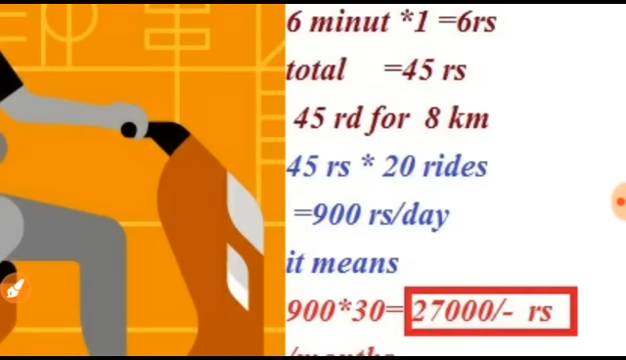 6 minut *1 =6rs
total =45 rs
45 rd for 8 km
45 rs * 20 rides
=900 rs/day
it means
900*30= 27000/- rs